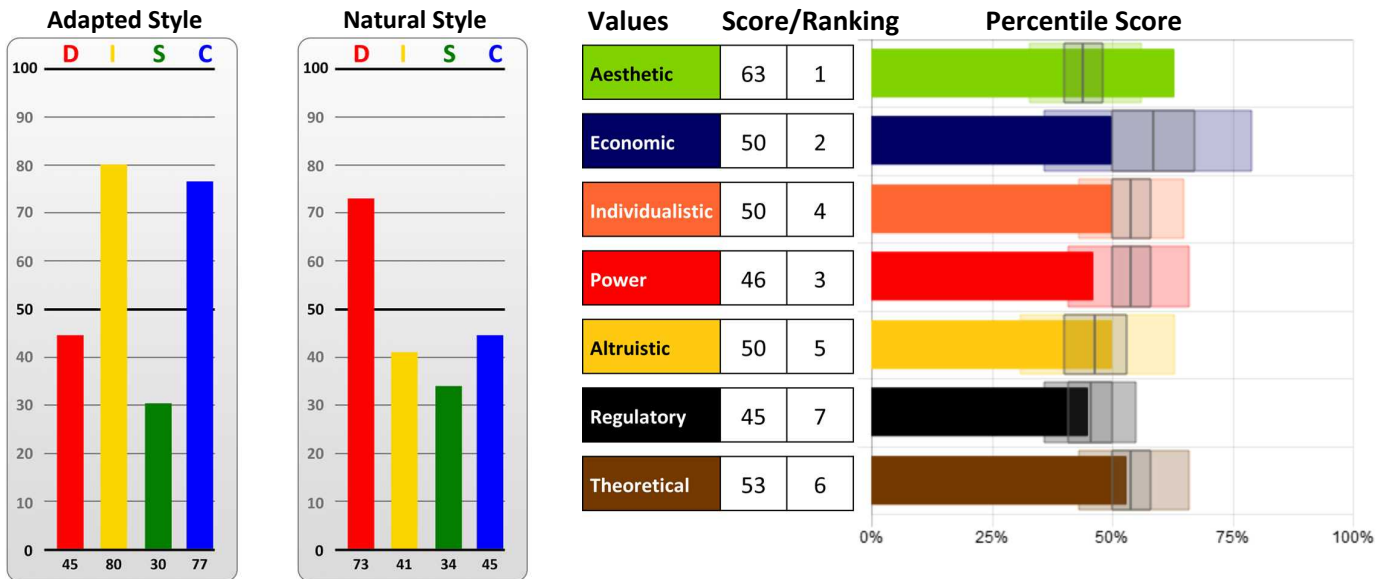 Adapted Style
D I S C
100
90
80
70
60
50
40
30
20
10
0
45 80 30 77
Natural Style
D I S C
100
90
80
70
60
50
40
30
20
10
0
73 41 34 45
Values Score/Ranking Percentile Score
Aesthetic 63 1
Economic 50 2
Individualistic 50 4
Power 46 3
Altruistic 50 5
Regulatory 45 7
Theoretical 53 6
0% 25% 50% 75% 100%